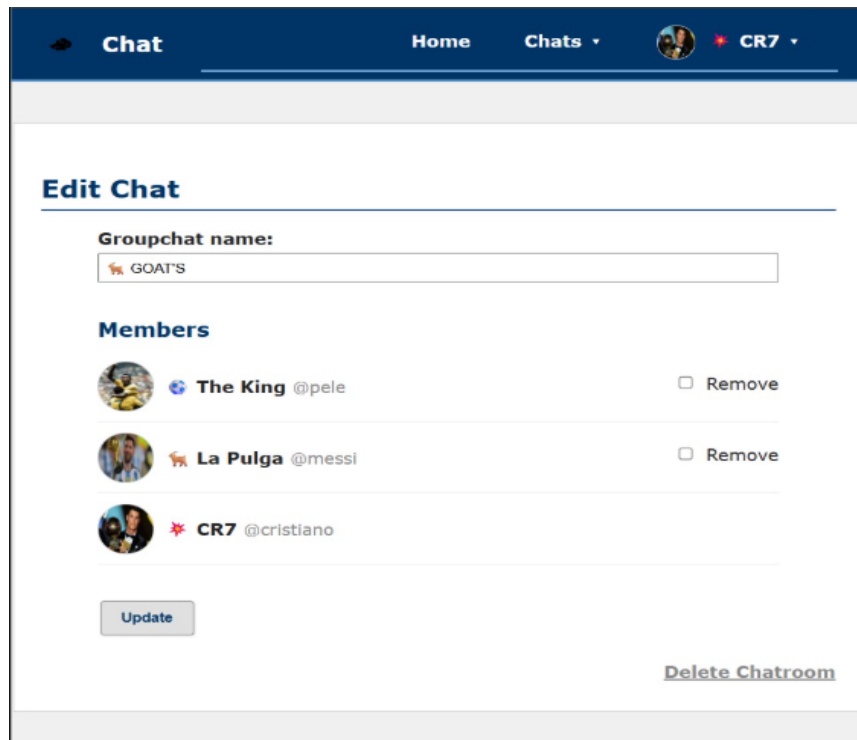 Chat Home Chats ▾ 💥 CR7 ▾
Edit Chat
Groupchat name:
🐐 GOAT'S
Members
⚽ The King @pele Remove
🐐 La Pulga @messi Remove
💥 CR7 @cristiano
Update
Delete Chatroom